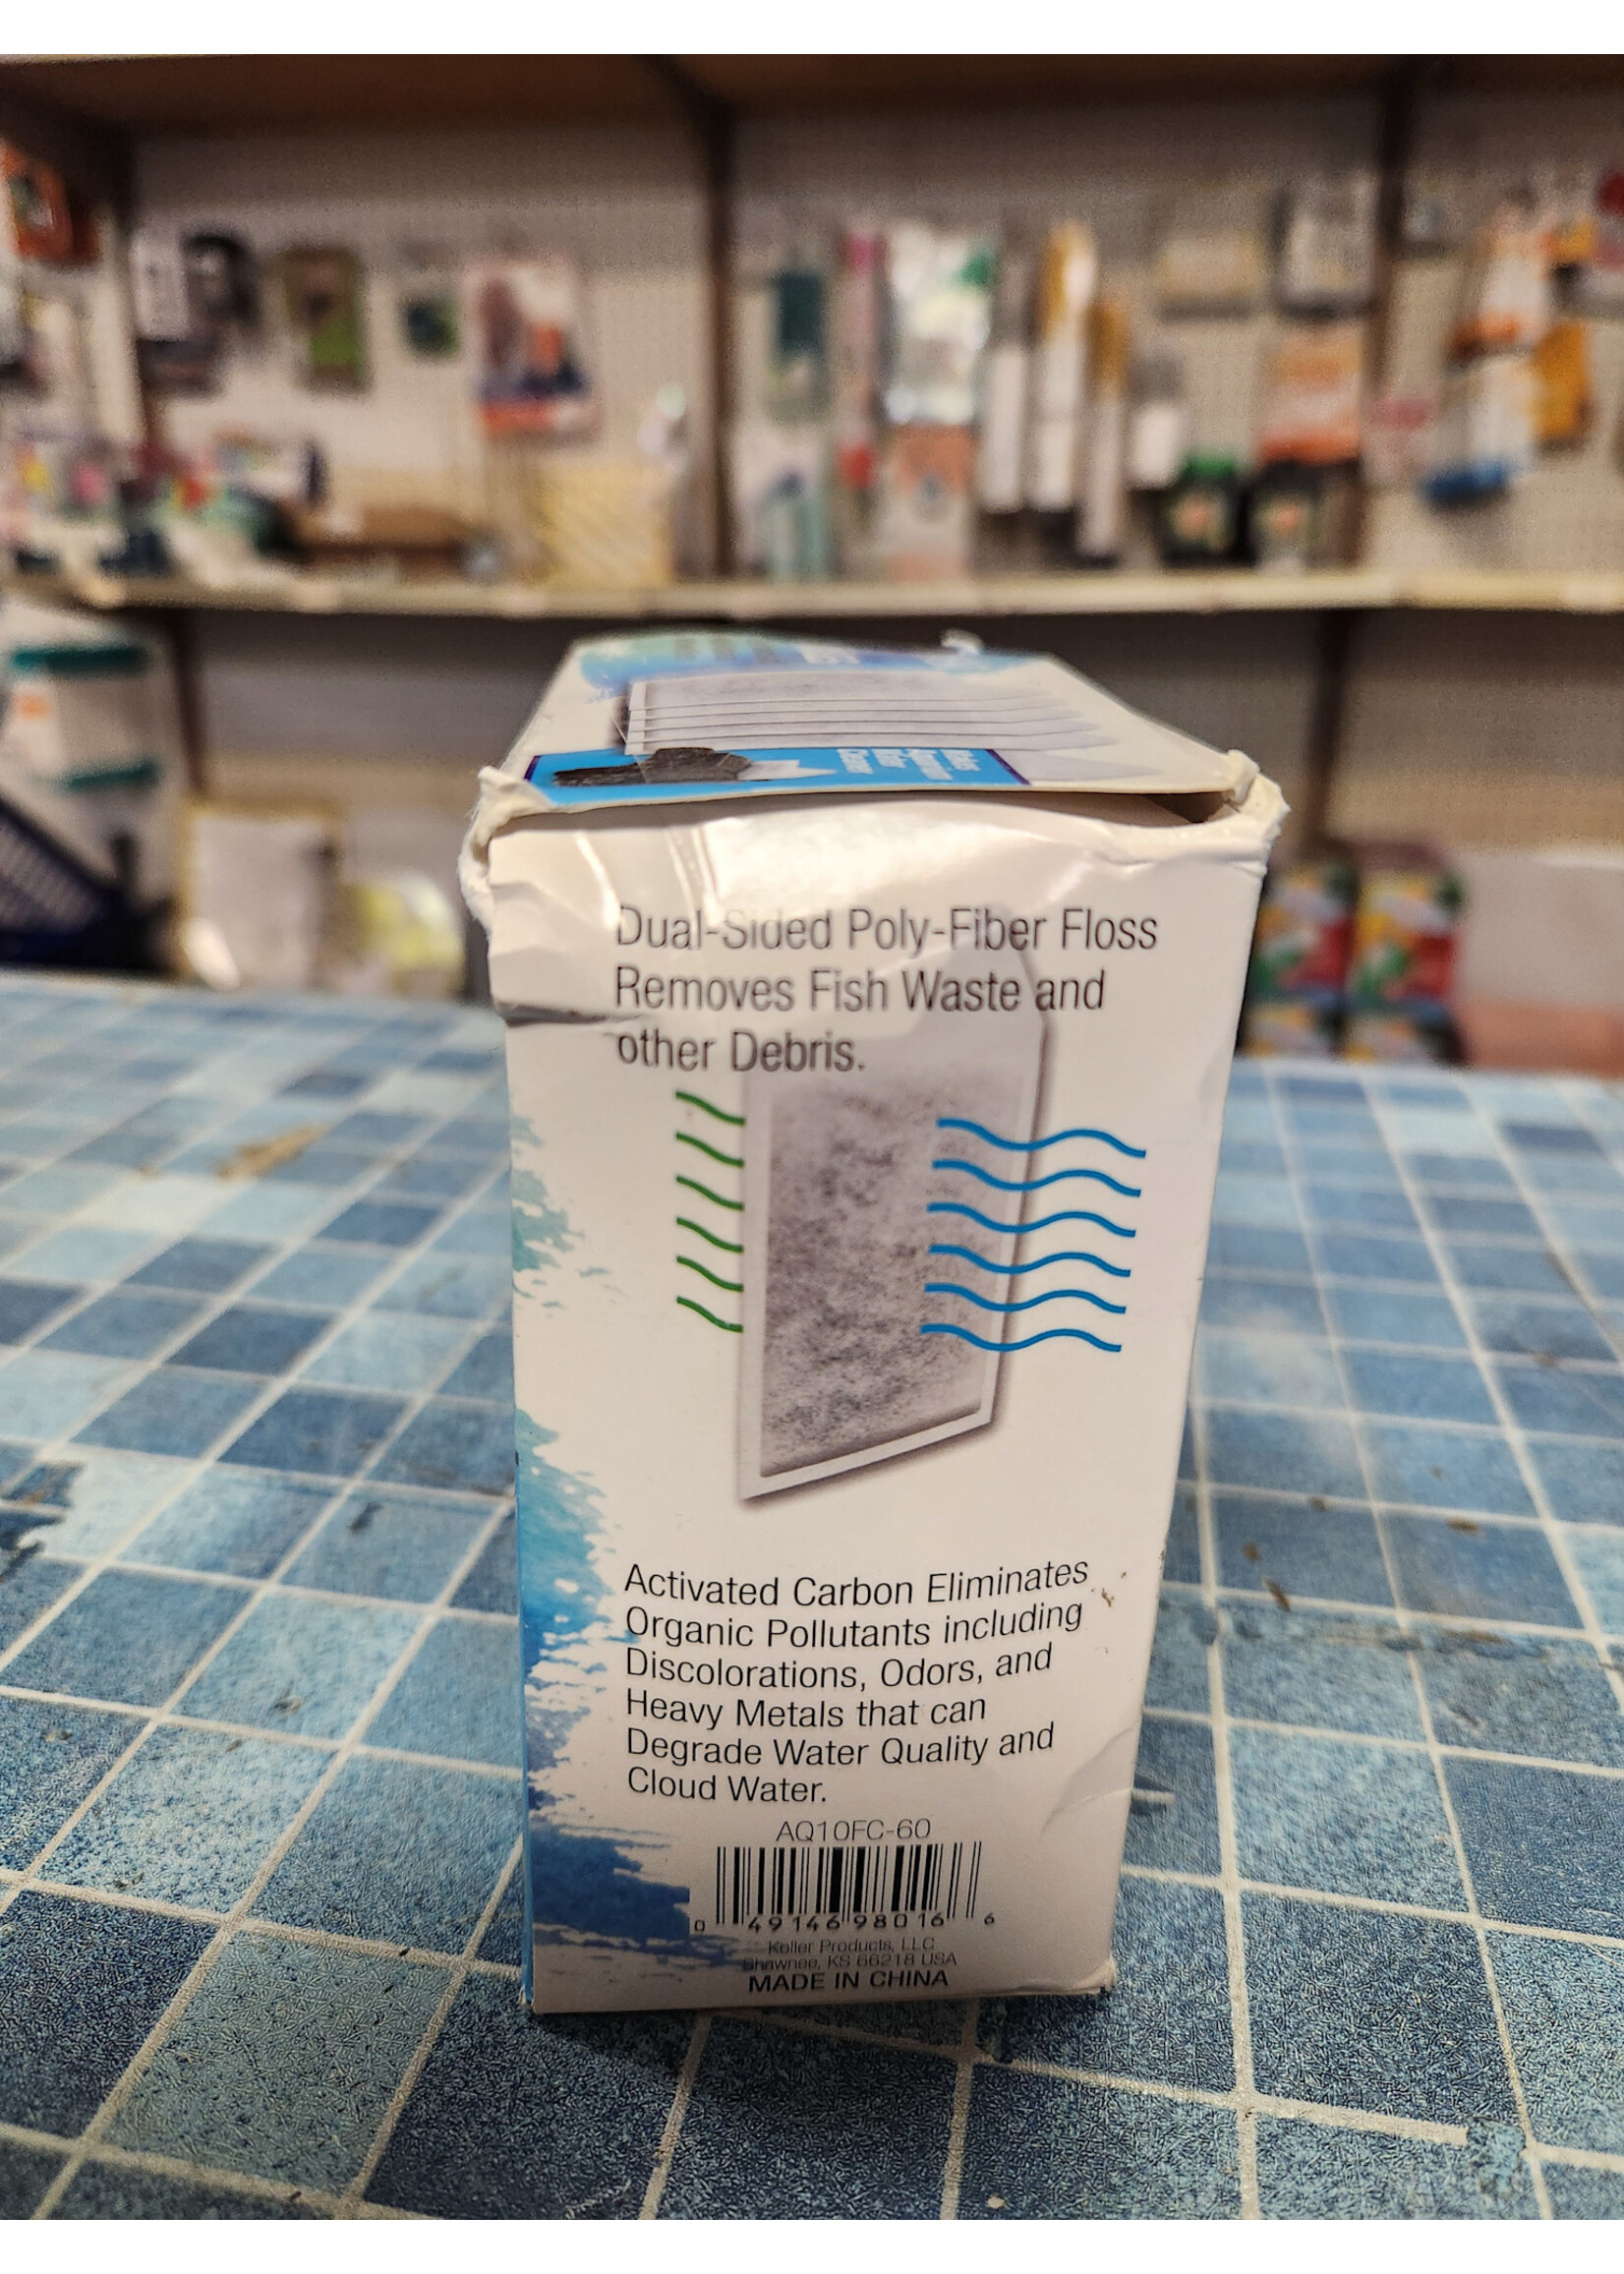 Dual-Sided Poly-Fiber Floss
Removes Fish Waste and
other Debris.
Activated Carbon Eliminates
Organic Pollutants including
Discolorations, Odors, and
Heavy Metals that can
Degrade Water Quality and
Cloud Water.
AQ10FC-60
0 49146 98016 6
Keller Products, LLC
Shawnee, KS 66218 USA
MADE IN CHINA